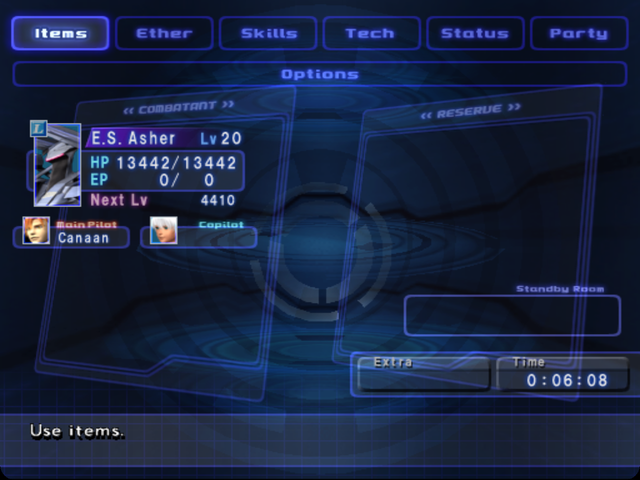 Items Ether Skills Tech Status Party
Options
<< COMBATANT >>
<< RESERVE >>
L
E.S. Asher Lv 20
HP 13442/13442
EP 0/ 0
Next Lv 4410
Main Pilot
Canaan
Copilot
Standby Room
Extra
Time
0:06:08
Use items.